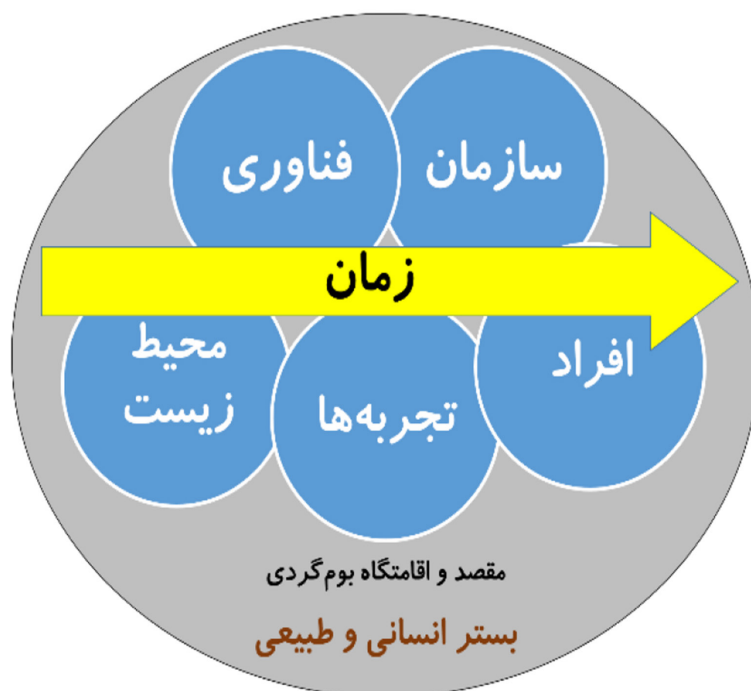 سازمان
فناوری
زمان
افراد
تجربه‌ها
محیط
زیست
مقصد و اقامتگاه بوم‌گردی
بستر انسانی و طبیعی